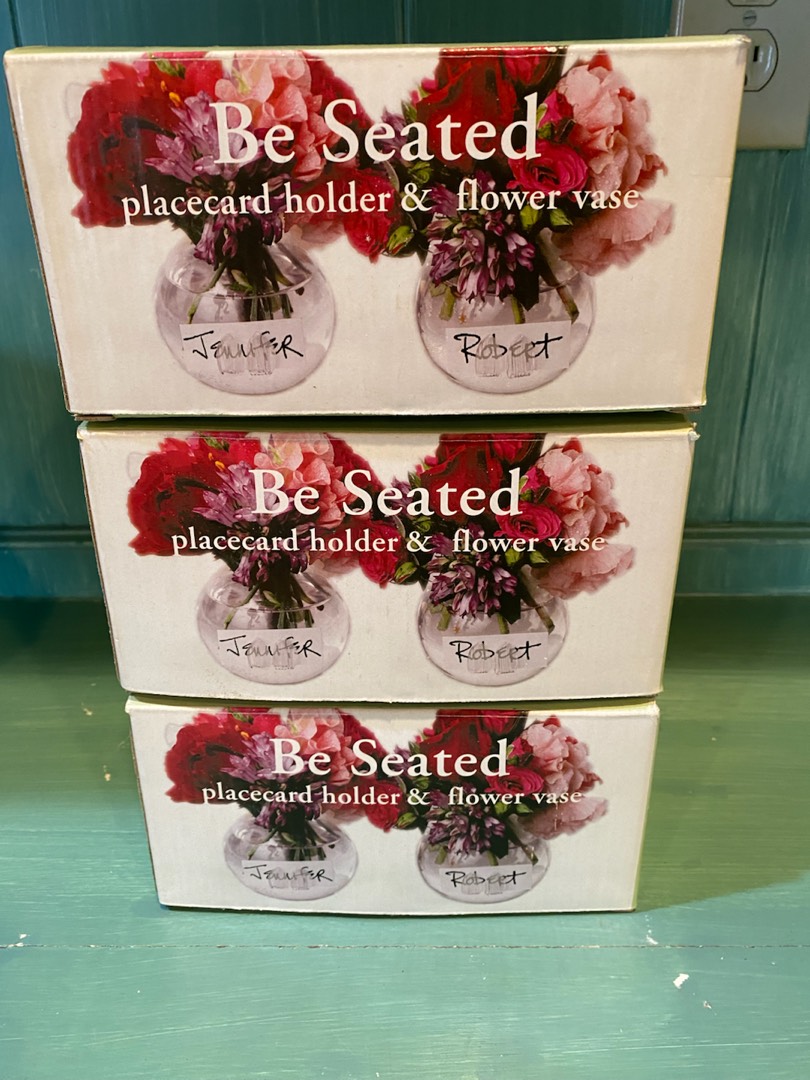 Be Seated
placecard holder & flower vase
Jennifer Robert
Be Seated
placecard holder & flower vase
Jennifer Robert
Be Seated
placecard holder & flower vase
Jennifer Robert